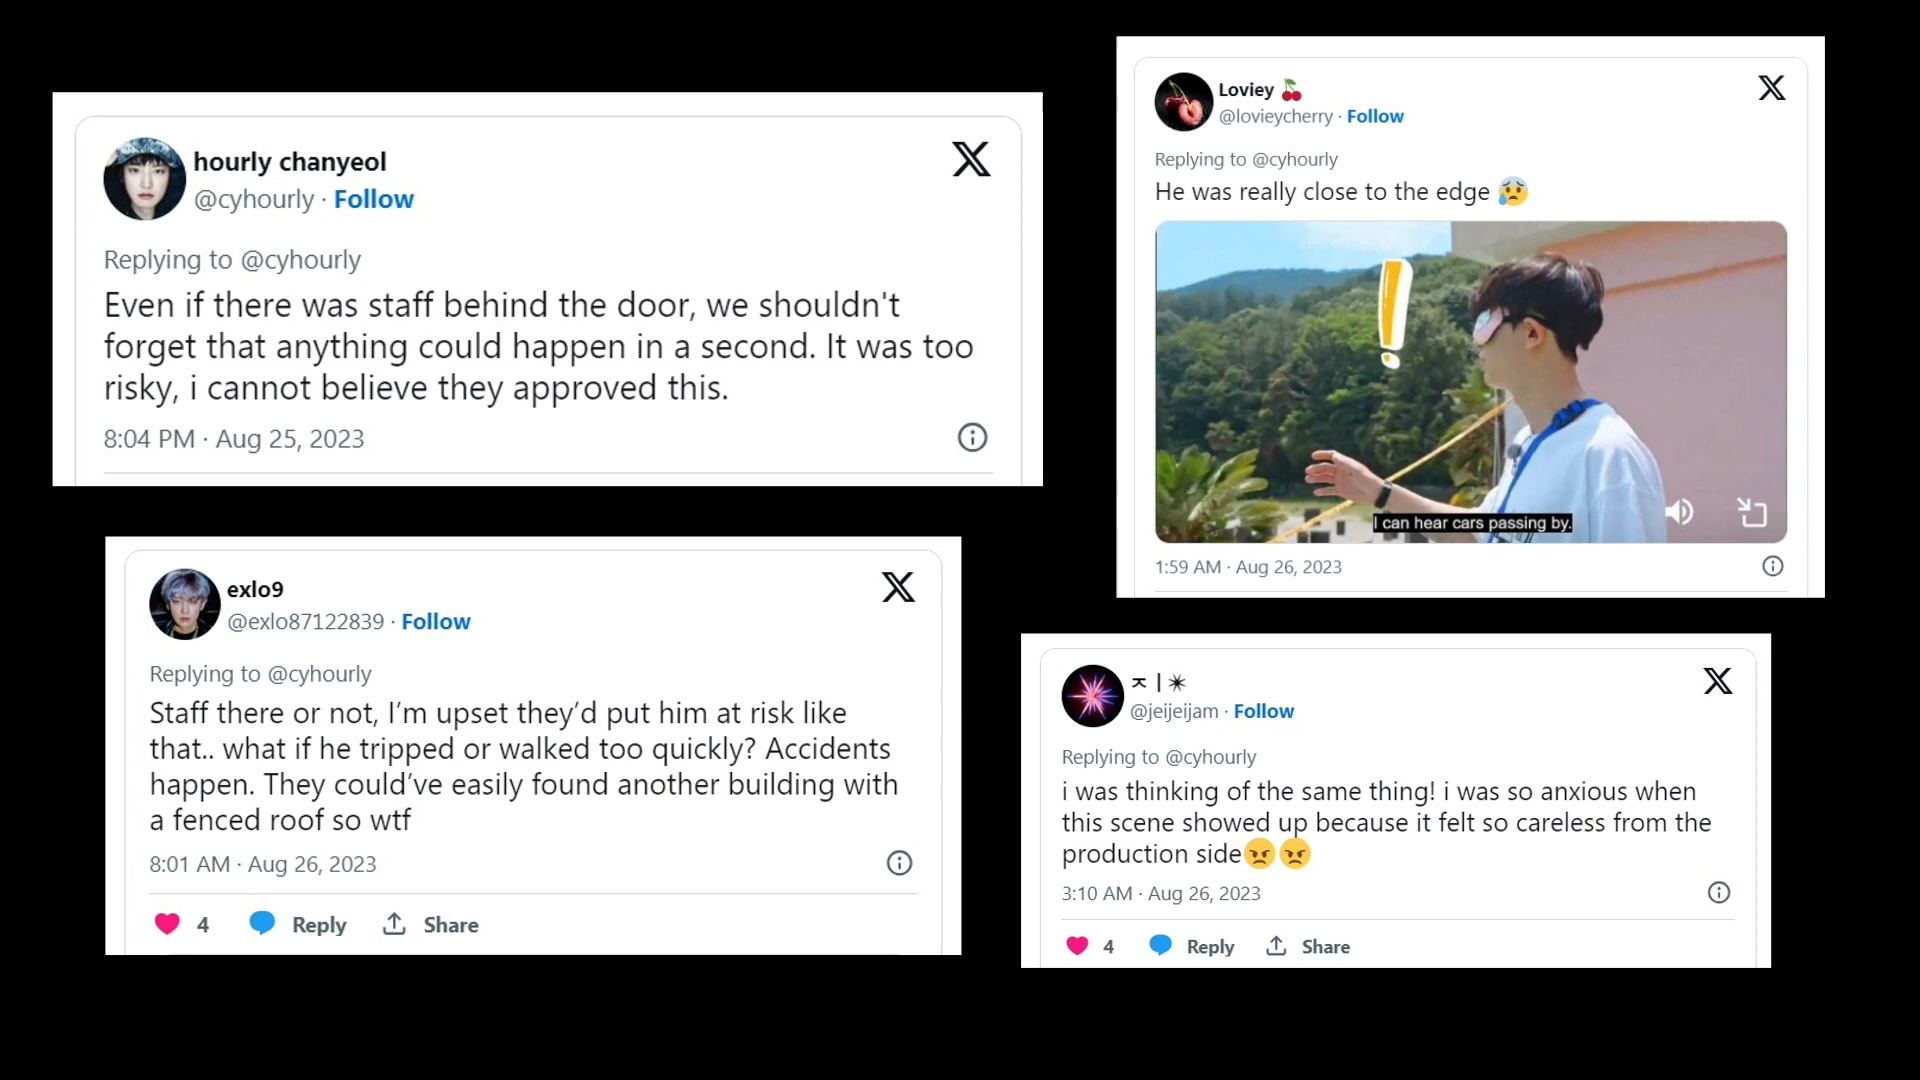 hourly chanyeol
@cyhourly · Follow
Replying to @cyhourly
Even if there was staff behind the door, we shouldn't
forget that anything could happen in a second. It was too
risky, i cannot believe they approved this.
8:04 PM · Aug 25, 2023
Loviey 🍒
@lovieycherry · Follow
Replying to @cyhourly
He was really close to the edge 😰
I can hear cars passing by.
1:59 AM · Aug 26, 2023
exlo9
@exlo87122839 · Follow
Replying to @cyhourly
Staff there or not, I’m upset they’d put him at risk like
that.. what if he tripped or walked too quickly? Accidents
happen. They could’ve easily found another building with
a fenced roof so wtf
8:01 AM · Aug 26, 2023
4 Reply Share
ㅈ ㅣ✴
@jeijeijam · Follow
Replying to @cyhourly
i was thinking of the same thing! i was so anxious when
this scene showed up because it felt so careless from the
production side😠😠
3:10 AM · Aug 26, 2023
4 Reply Share